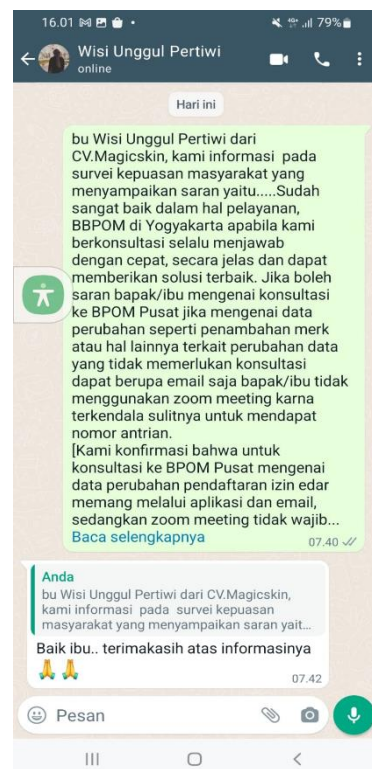 16.01
79%
Wisi Unggul Pertiwi
online
Hari ini
bu Wisi Unggul Pertiwi dari
CV.Magicskin, kami informasi pada
survei kepuasan masyarakat yang
menyampaikan saran yaitu.....Sudah
sangat baik dalam hal pelayanan,
BBPOM di Yogyakarta apabila kami
berkonsultasi selalu menjawab
dengan cepat, secara jelas dan dapat
memberikan solusi terbaik. Jika boleh
saran bapak/ibu mengenai konsultasi
ke BPOM Pusat jika mengenai data
perubahan seperti penambahan merk
atau hal lainnya terkait perubahan data
yang tidak memerlukan konsultasi
dapat berupa email saja bapak/ibu tidak
menggunakan zoom meeting karna
terkendala sulitnya untuk mendapat
nomor antrian.
[Kami konfirmasi bahwa untuk
konsultasi ke BPOM Pusat mengenai
data perubahan pendaftaran izin edar
memang melalui aplikasi dan email,
sedangkan zoom meeting tidak wajib...
Baca selengkapnya
07.40
Anda
bu Wisi Unggul Pertiwi dari CV.Magicskin,
kami informasi pada survei kepuasan
masyarakat yang menyampaikan saran yait...
Baik ibu.. terimakasih atas informasinya
🙏🙏
07.42
Pesan